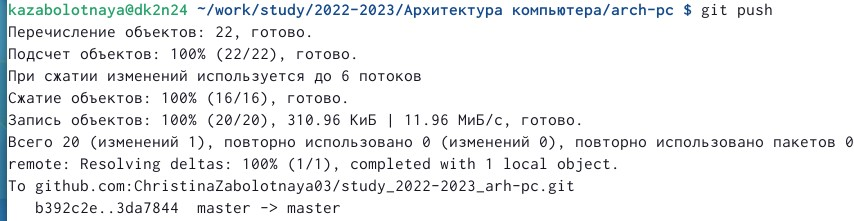 kazabolotnaya@dk2n24 ~/work/study/2022-2023/Архитектура компьютера/arch-pc $ git push
Перечисление объектов: 22, готово.
Подсчет объектов: 100% (22/22), готово.
При сжатии изменений используется до 6 потоков
Сжатие объектов: 100% (16/16), готово.
Запись объектов: 100% (20/20), 310.96 КиБ | 11.96 МиБ/с, готово.
Всего 20 (изменений 1), повторно использовано 0 (изменений 0), повторно использовано пакетов 0
remote: Resolving deltas: 100% (1/1), completed with 1 local object.
To github.com:ChristinaZabolotnaya03/study_2022-2023_arh-pc.git
   b392c2e..3da7844  master -> master